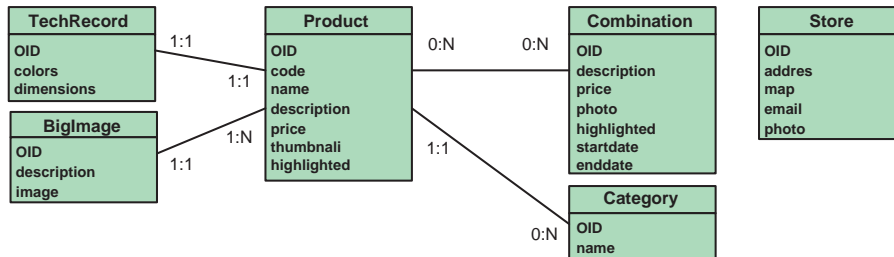 TechRecord
OID
colors
dimensions
BigImage
OID
description
image
1:1
1:1
1:N
1:1
Product
OID
code
name
description
price
thumbnali
highlighted
0:N
0:N
1:1
0:N
Combination
OID
description
price
photo
highlighted
startdate
enddate
Category
OID
name
Store
OID
addres
map
email
photo